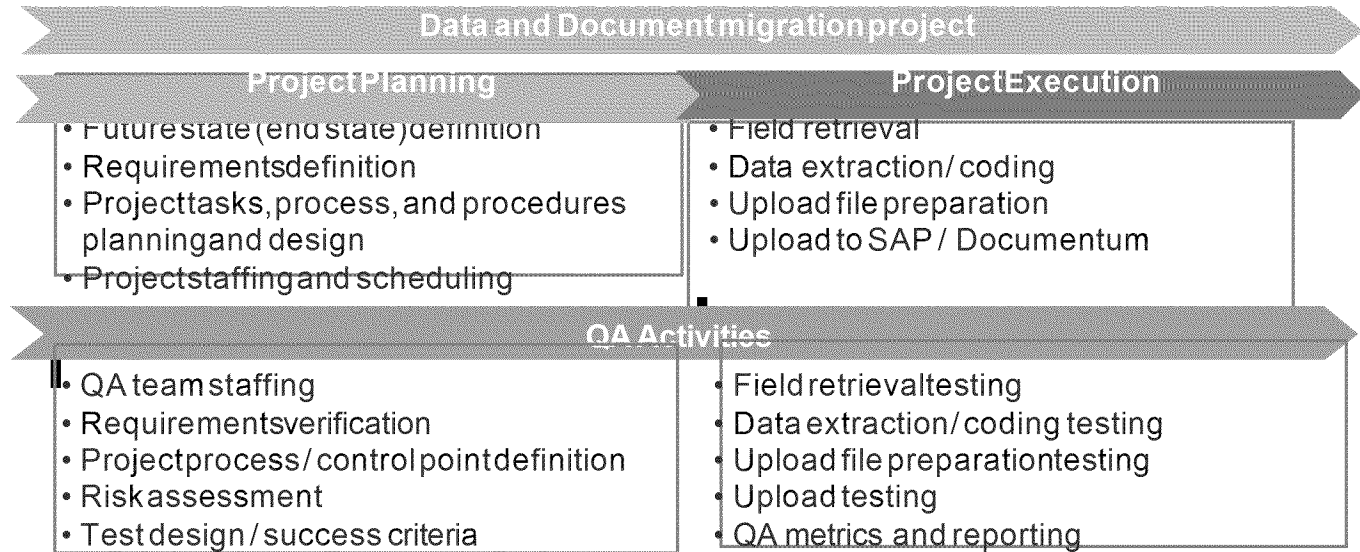 Data and Document migration project
Project Planning
Project Execution
• Future state (end state) definition
• Requirements definition
• Project tasks, process, and procedures
planning and design
• Project staffing and scheduling
• Field retrieval
• Data extraction / coding
• Upload file preparation
• Upload to SAP / Documentum
QA Activities
• QA team staffing
• Requirements verification
• Project process / control point definition
• Risk assessment
• Test design / success criteria
• Field retrieval testing
• Data extraction / coding testing
• Upload file preparation testing
• Upload testing
• QA metrics and reporting